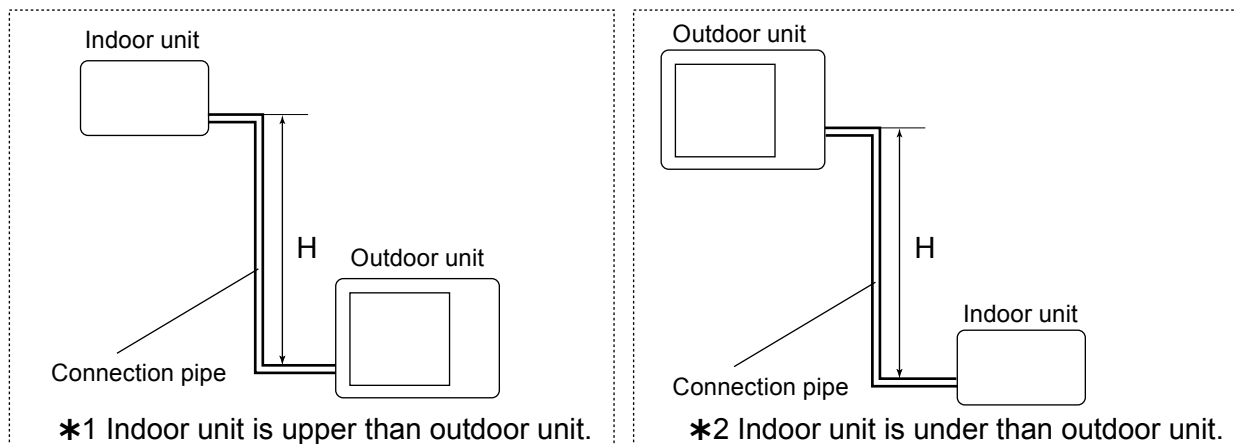 Indoor unit
H
Outdoor unit
Connection pipe
*1 Indoor unit is upper than outdoor unit.
Outdoor unit
H
Indoor unit
Connection pipe
*2 Indoor unit is under than outdoor unit.